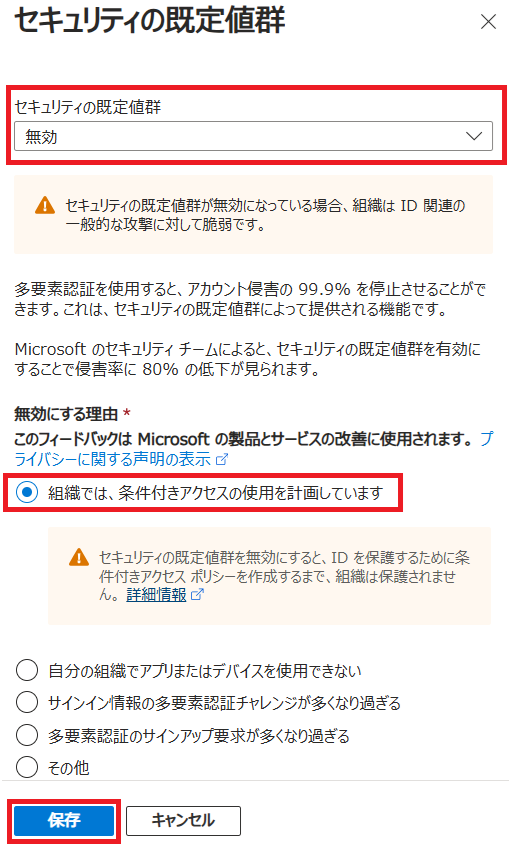 セキュリティの既定値群
セキュリティの既定値群
無効
セキュリティの既定値群が無効になっている場合、組織は ID 関連の
一般的な攻撃に対して脆弱です。
多要素認証を使用すると、アカウント侵害の 99.9% を停止させることがで
きます。これは、セキュリティの既定値群によって提供される機能です。
Microsoft のセキュリティ チームによると、セキュリティの既定値群を有効に
することで侵害率に 80% の低下が見られます。
無効にする理由 *
このフィードバックは Microsoft の製品とサービスの改善に使用されます。 プ
ライバシーに関する声明の表示
組織では、条件付きアクセスの使用を計画しています
セキュリティの既定値群を無効にすると、ID を保護するために条
件付きアクセス ポリシーを作成するまで、組織は保護されませ
ん。 詳細情報
自分の組織でアプリまたはデバイスを使用できない
サインイン情報の多要素認証チャレンジが多くなり過ぎる
多要素認証のサインアップ要求が多くなり過ぎる
その他
保存
キャンセル